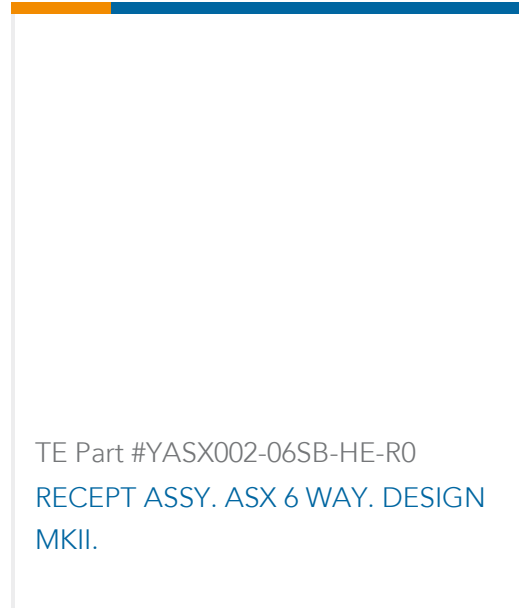 TE Part #YASX002-06SB-HE-R0
RECEPT ASSY. ASX 6 WAY. DESIGN
MKII.